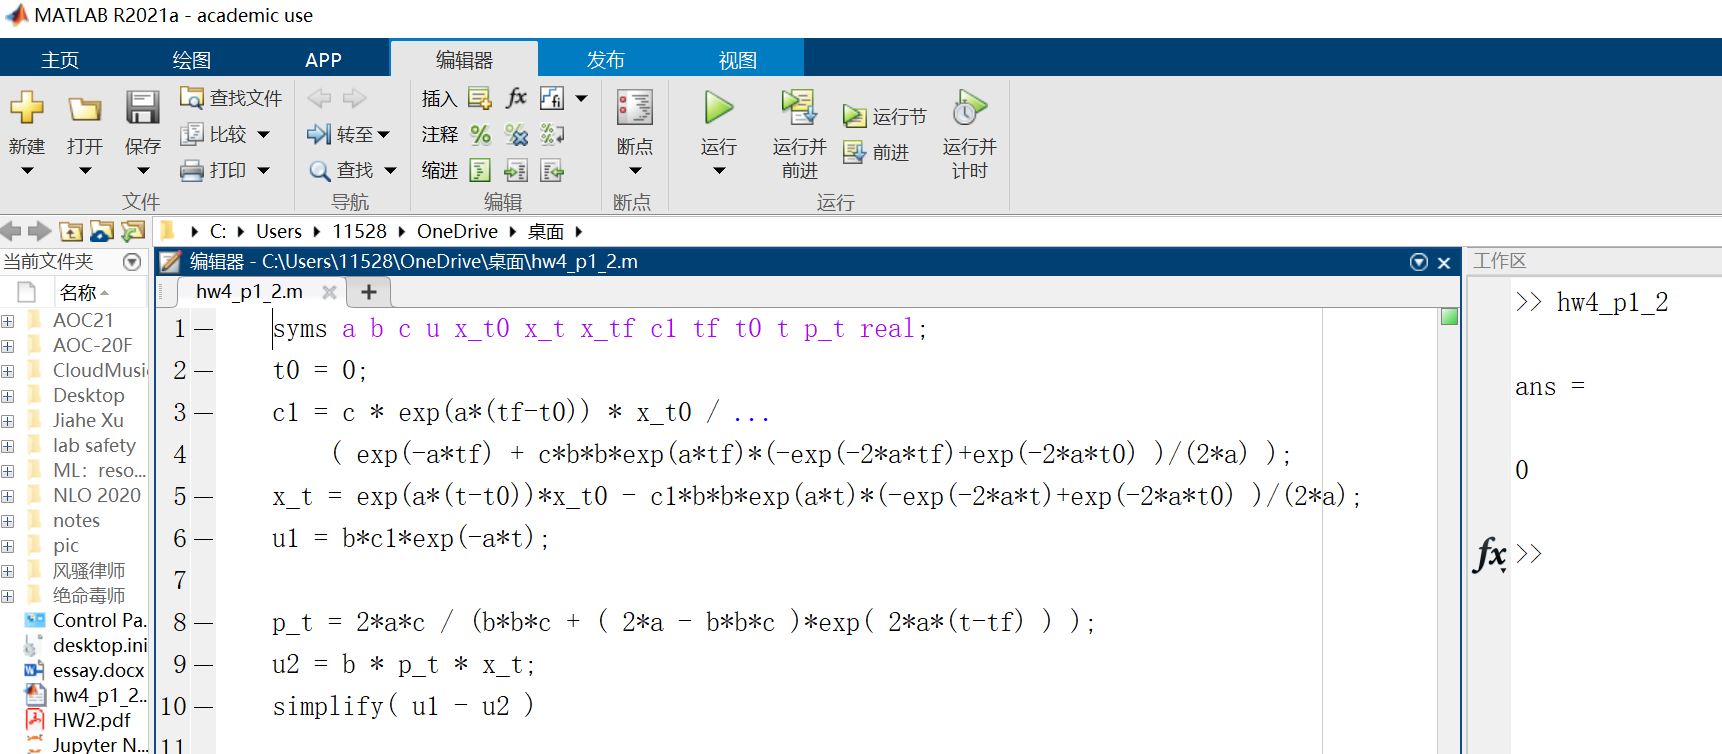 MATLAB R2021a - academic use
主页 绘图 APP 编辑器 发布 视图
新建 打开 保存 查找文件 比较 打印
文件
转至 查找
导航
插入 fx fi
注释
缩进
编辑
断点
断点
运行 运行并前进 运行节 前进 运行并计时
运行
C: Users 11528 OneDrive 桌面
当前文件夹
名称
AOC21
AOC-20F
CloudMusi
Desktop
Jiahe Xu
lab safety
ML：reso...
NLO 2020
notes
pic
风骚律师
绝命毒师
Control Pa...
desktop.ini
essay.docx
hw4_p1_2...
HW2.pdf
Jupyter N...
编辑器 - C:\Users\11528\OneDrive\桌面\hw4_p1_2.m
hw4_p1_2.m
1 syms a b c u x_t0 x_t x_tf c1 tf t0 t p_t real;
2 t0 = 0;
3 c1 = c * exp(a*(tf-t0)) * x_t0 / ...
4 ( exp(-a*tf) + c*b*b*exp(a*tf)*(-exp(-2*a*tf)+exp(-2*a*t0) )/(2*a) );
5 x_t = exp(a*(t-t0))*x_t0 - c1*b*b*exp(a*t)*(-exp(-2*a*t)+exp(-2*a*t0) )/(2*a);
6 u1 = b*c1*exp(-a*t);
7
8 p_t = 2*a*c / (b*b*c + ( 2*a - b*b*c )*exp( 2*a*(t-tf) ) );
9 u2 = b * p_t * x_t;
10 simplify( u1 - u2 )
11
工作区
>> hw4_p1_2
ans =
0
fx >>